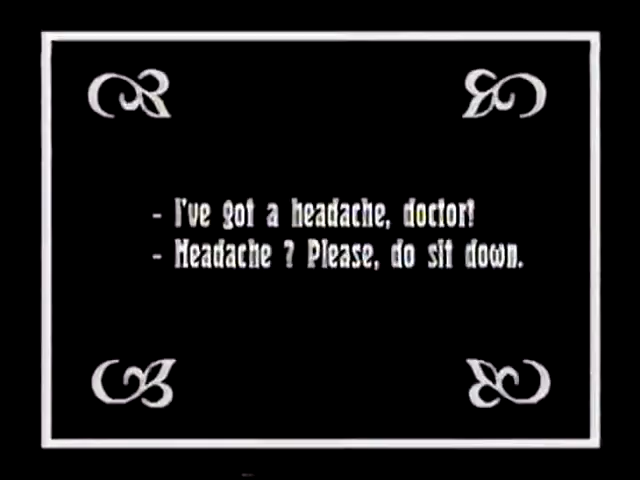 - I've got a headache, doctor!
- Headache ? Please, do sit down.